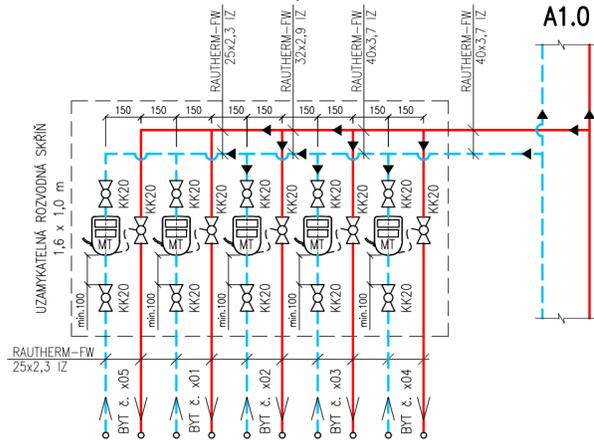 RAUTHERM-FW
25x2,3 IZ
RAUTHERM-FW
32x2,9 IZ
RAUTHERM-FW
40x3,7 IZ
RAUTHERM-FW
40x3,7 IZ
A1.0
150 150 150 150 150 150 150 150
UZAMYKATELNÁ ROZVODNÁ SKŘÍŇ
1,6 x 1,0 m
KK20 KK20 KK20 KK20 KK20 KK20 KK20 KK20 KK20 KK20
MT MT MT MT MT
KK20 KK20 KK20 KK20 KK20
min.100 min.100 min.100 min.100 min.100
RAUTHERM-FW
25x2,3 IZ
BYT č. x05
BYT č. x01
BYT č. x02
BYT č. x03
BYT č. x04